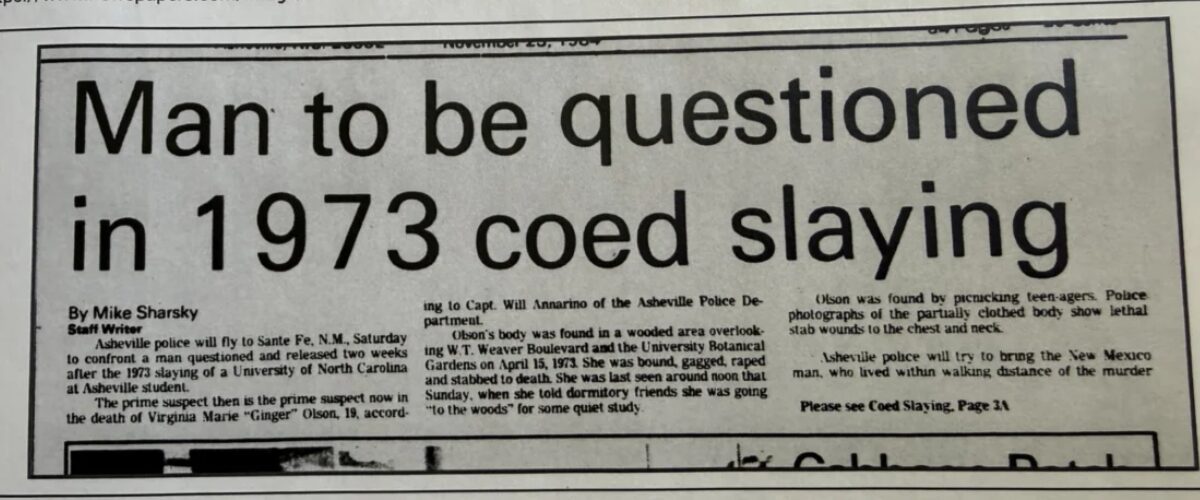 November 23, 1984
Man to be questioned
in 1973 coed slaying
By Mike Sharsky
Staff Writer
Asheville police will fly to Sante Fe, N.M., Saturday
to confront a man questioned and released two weeks
after the 1973 slaying of a University of North Carolina
at Asheville student.
The prime suspect then is the prime suspect now in
the death of Virginia Marie “Ginger” Olson, 19, accord-
ing to Capt. Will Annarino of the Asheville Police De-
partment.
Olson's body was found in a wooded area overlook-
ing W.T. Weaver Boulevard and the University Botanical
Gardens on April 15, 1973. She was bound, gagged, raped
and stabbed to death. She was last seen around noon that
Sunday, when she told dormitory friends she was going
“to the woods” for some quiet study.
Olson was found by picnicking teen-agers. Police
photographs of the partially clothed body show lethal
stab wounds to the chest and neck.
Asheville police will try to bring the New Mexico
man, who lived within walking distance of the murder
Please see Coed Slaying, Page 3A